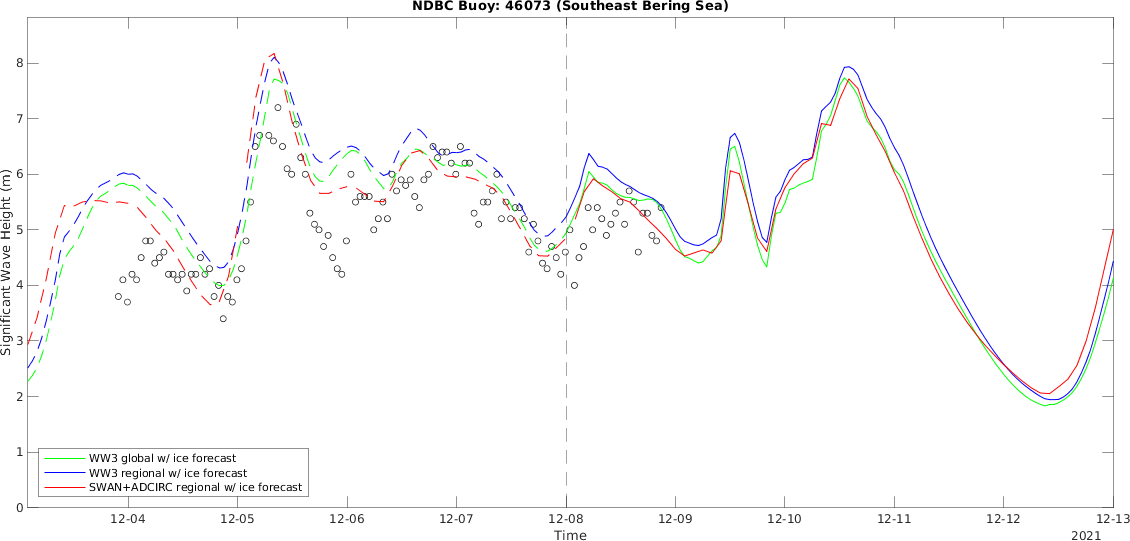 NDBC Buoy: 46073 (Southeast Bering Sea)
Significant Wave Height (m)
8
7
6
5
4
3
2
1
0
WW3 global w/ ice forecast
WW3 regional w/ ice forecast
SWAN+ADCIRC regional w/ ice forecast
12-04 12-05 12-06 12-07 12-08 12-09 12-10 12-11 12-12 12-13
Time
2021